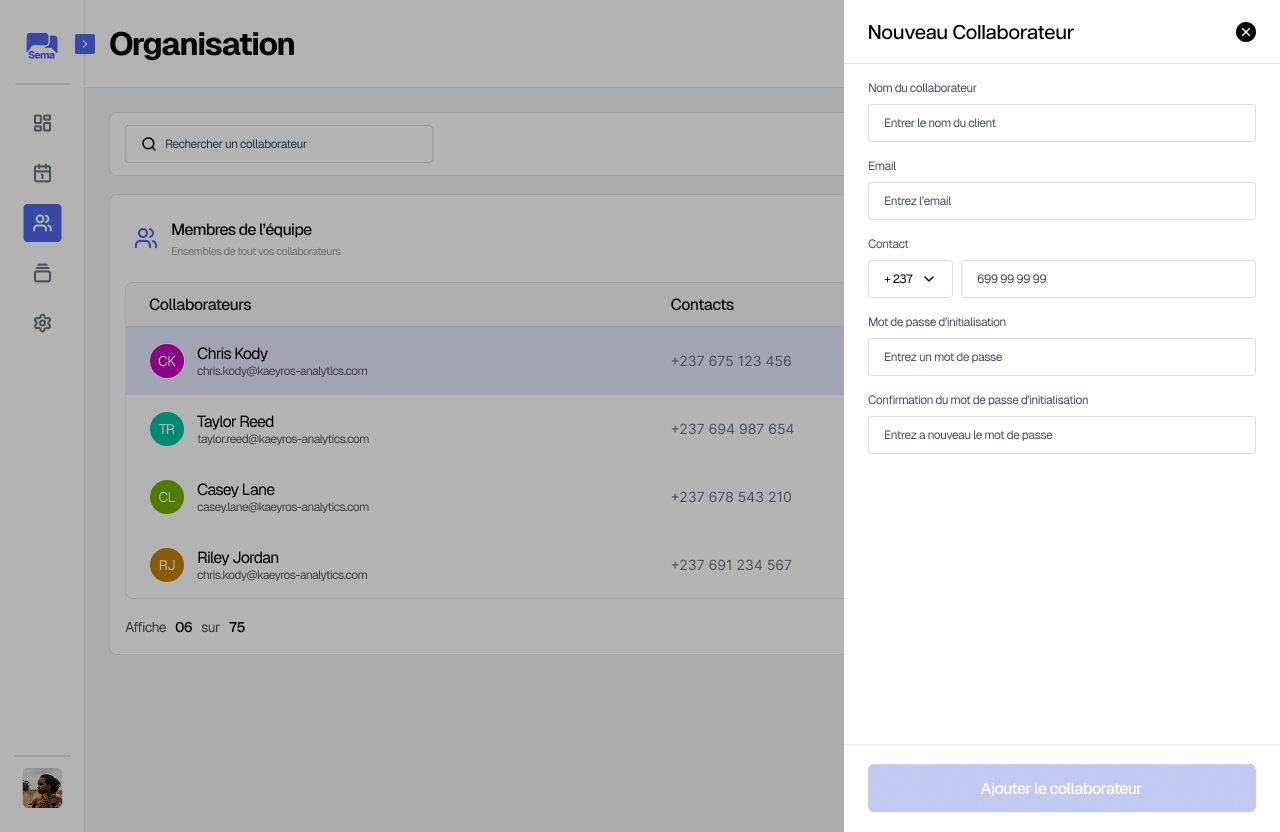 Sema
Organisation
Rechercher un collaborateur
Membres de l'équipe
Ensembles de tout vos collaborateurs
Collaborateurs Contacts
CK Chris Kody
chris.kody@kaeyros-analytics.com
+237 675 123 456
TR Taylor Reed
taylor.reed@kaeyros-analytics.com
+237 694 987 654
CL Casey Lane
casey.lane@kaeyros-analytics.com
+237 678 543 210
RJ Riley Jordan
chris.kody@kaeyros-analytics.com
+237 691 234 567
Affiche 06 sur 75
Nouveau Collaborateur
Nom du collaborateur
Entrer le nom du client
Email
Entrez l'email
Contact
+ 237 699 99 99 99
Mot de passe d'initialisation
Entrez un mot de passe
Confirmation du mot de passe d'initialisation
Entrez a nouveau le mot de passe
Ajouter le collaborateur